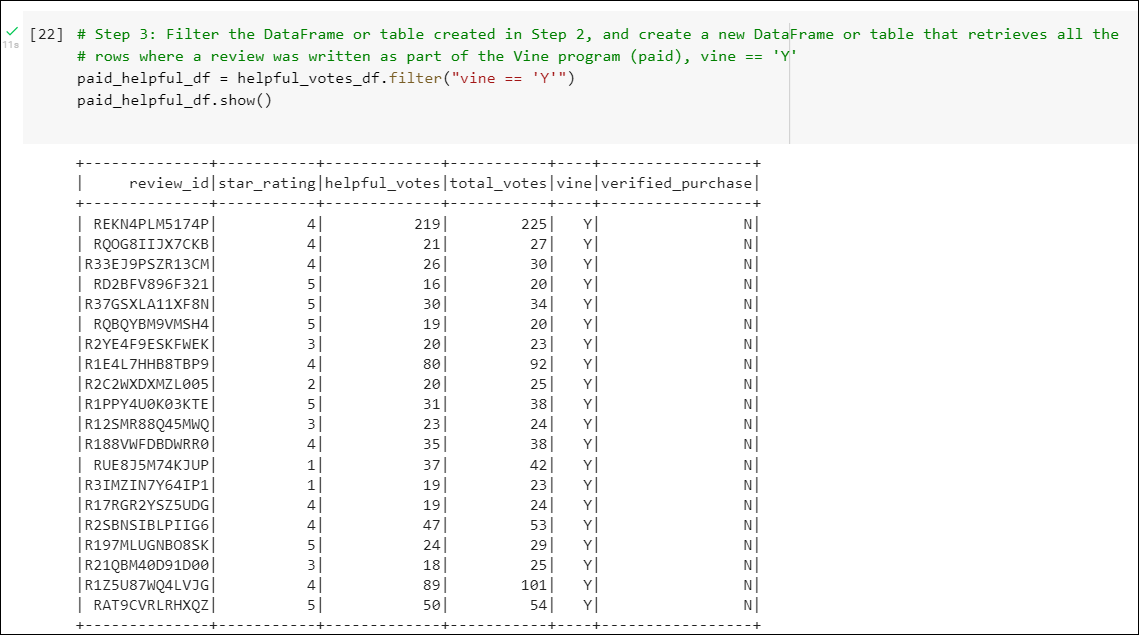 [22] # Step 3: Filter the DataFrame or table created in Step 2, and create a new DataFrame or table that retrieves all the
11s
# rows where a review was written as part of the Vine program (paid), vine == 'Y'
paid_helpful_df = helpful_votes_df.filter("vine == 'Y'")
paid_helpful_df.show()
+--------------+-----------+-------------+-----------+----+-----------------+
|     review_id|star_rating|helpful_votes|total_votes|vine|verified_purchase|
+--------------+-----------+-------------+-----------+----+-----------------+
| REKN4PLM5174P|          4|          219|        225|   Y|                N|
| RQOG8IIJX7CKB|          4|           21|         27|   Y|                N|
|R33EJ9PSZR13CM|          4|           26|         30|   Y|                N|
| RD2BFV896F321|          5|           16|         20|   Y|                N|
|R37GSXLA11XF8N|          5|           30|         34|   Y|                N|
| RQBQYBM9VMSH4|          5|           19|         20|   Y|                N|
|R2YE4F9ESKFWEK|          3|           20|         23|   Y|                N|
|R1E4L7HHB8TBP9|          4|           80|         92|   Y|                N|
|R2C2WXDXMZL005|          2|           20|         25|   Y|                N|
|R1PPY4U0K03KTE|          5|           31|         38|   Y|                N|
|R12SMR88Q45MWQ|          3|           23|         24|   Y|                N|
|R188VWFDBDWRR0|          4|           35|         38|   Y|                N|
| RUE8J5M74KJUP|          1|           37|         42|   Y|                N|
|R3IMZIN7Y64IP1|          1|           19|         23|   Y|                N|
|R17RGR2YSZ5UDG|          4|           19|         24|   Y|                N|
|R2SBNSIBLPIIG6|          4|           47|         53|   Y|                N|
|R197MLUGNBO8SK|          5|           24|         29|   Y|                N|
|R21QBM40D91D00|          3|           18|         25|   Y|                N|
|R1Z5U87WQ4LVJG|          4|           89|        101|   Y|                N|
| RAT9CVRLRHXQZ|          5|           50|         54|   Y|                N|
+--------------+-----------+-------------+-----------+----+-----------------+